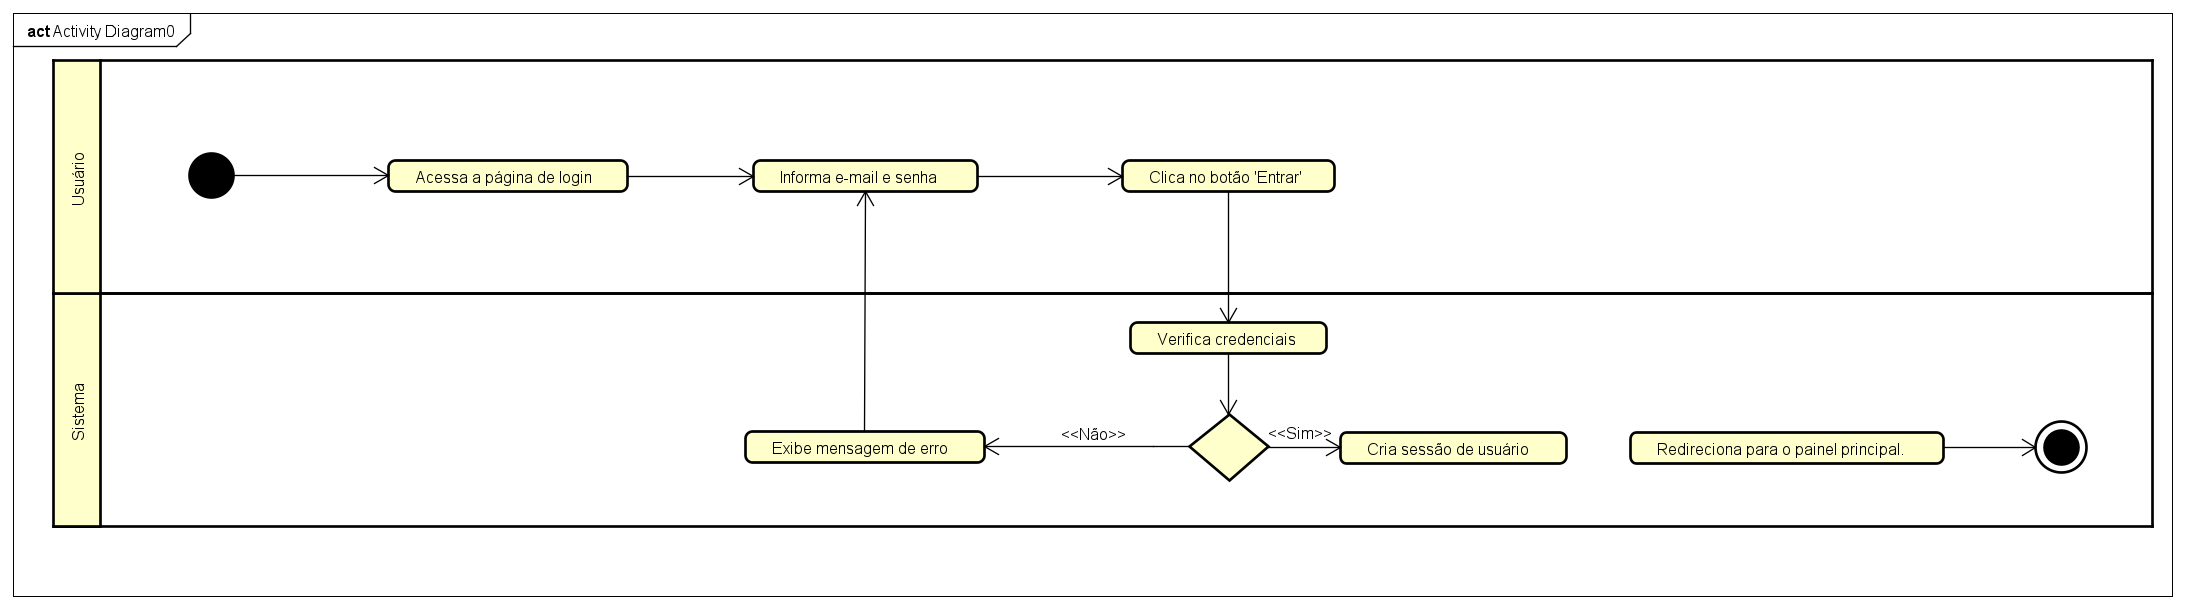 act Activity Diagram0
Usuário
Acessa a página de login
Informa e-mail e senha
Clica no botão 'Entrar'
Sistema
Verifica credenciais
<<Não>>
<<Sim>>
Exibe mensagem de erro
Cria sessão de usuário
Redireciona para o painel principal.